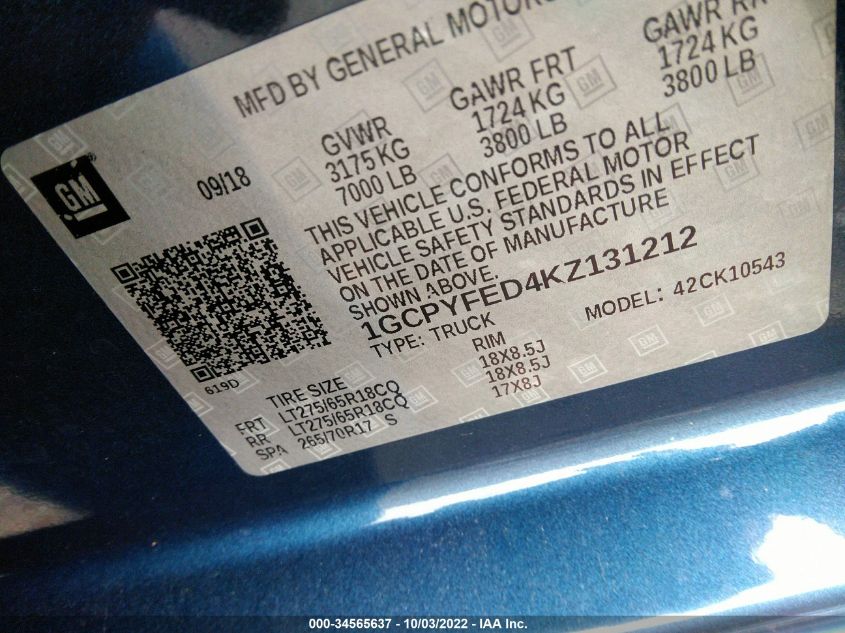 MFD BY GENERAL MOTORS
GVWR GAWR FRT GAWR RR
3175 KG 1724 KG 1724 KG
7000 LB 3800 LB 3800 LB
GM
09/18
THIS VEHICLE CONFORMS TO ALL
APPLICABLE U.S. FEDERAL MOTOR
VEHICLE SAFETY STANDARDS IN EFFECT
ON THE DATE OF MANUFACTURE
SHOWN ABOVE.
1GCPYFED4KZ131212
TYPE: TRUCK MODEL: 42CK10543
619D
TIRE SIZE RIM
FRT LT275/65R18CQ 18X8.5J
RR LT275/65R18CQ 18X8.5J
SPA 265/70R17 S 17X8J
000-34565637 - 10/03/2022 - IAA Inc.